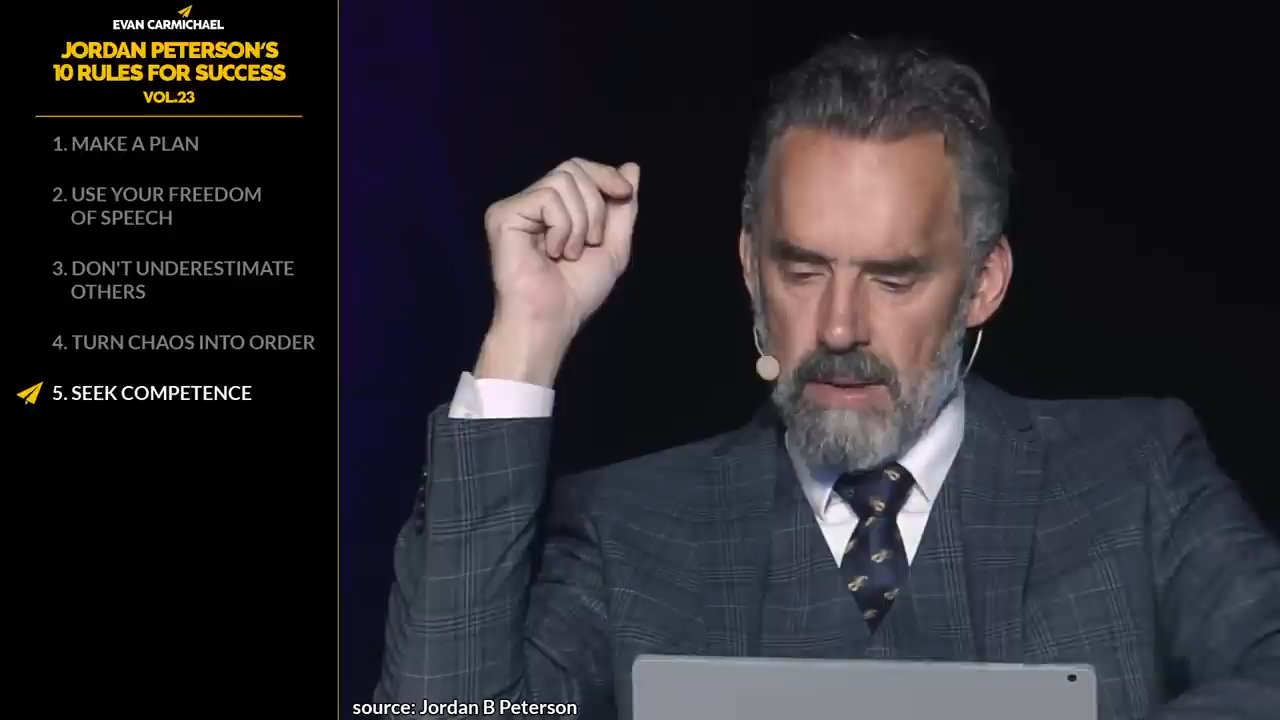 EVAN CARMICHAEL
JORDAN PETERSON'S
10 RULES FOR SUCCESS
VOL.23
1. MAKE A PLAN
2. USE YOUR FREEDOM
OF SPEECH
3. DON'T UNDERESTIMATE
OTHERS
4. TURN CHAOS INTO ORDER
5. SEEK COMPETENCE
source: Jordan B Peterson